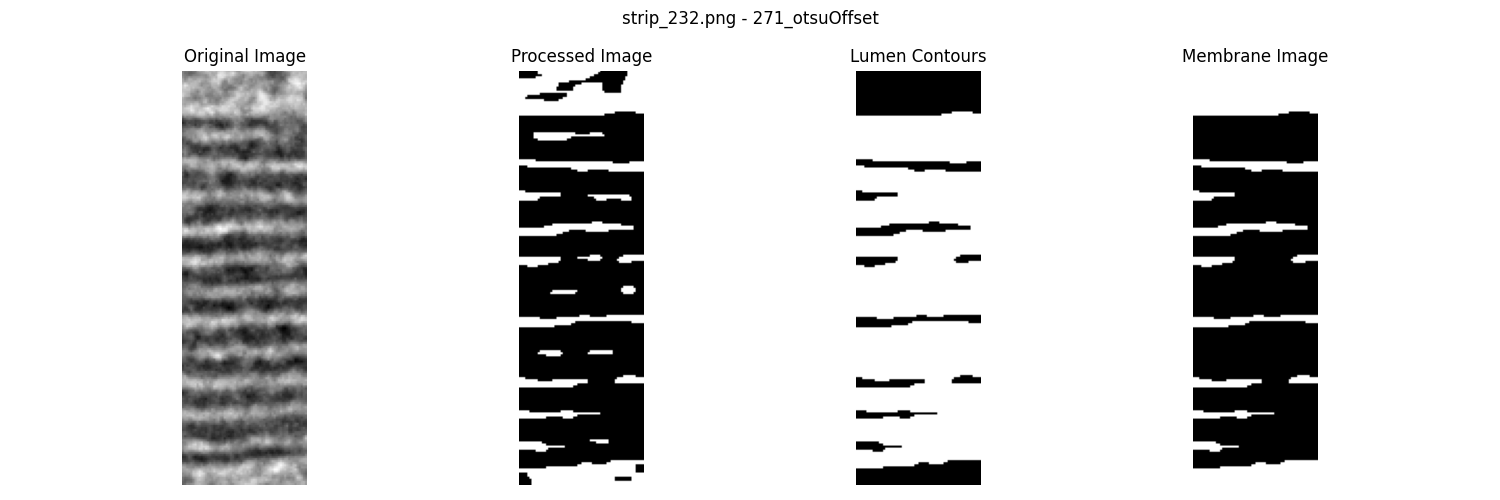 strip_232.png - 271_otsuOffset
Original Image
Processed Image
Lumen Contours
Membrane Image